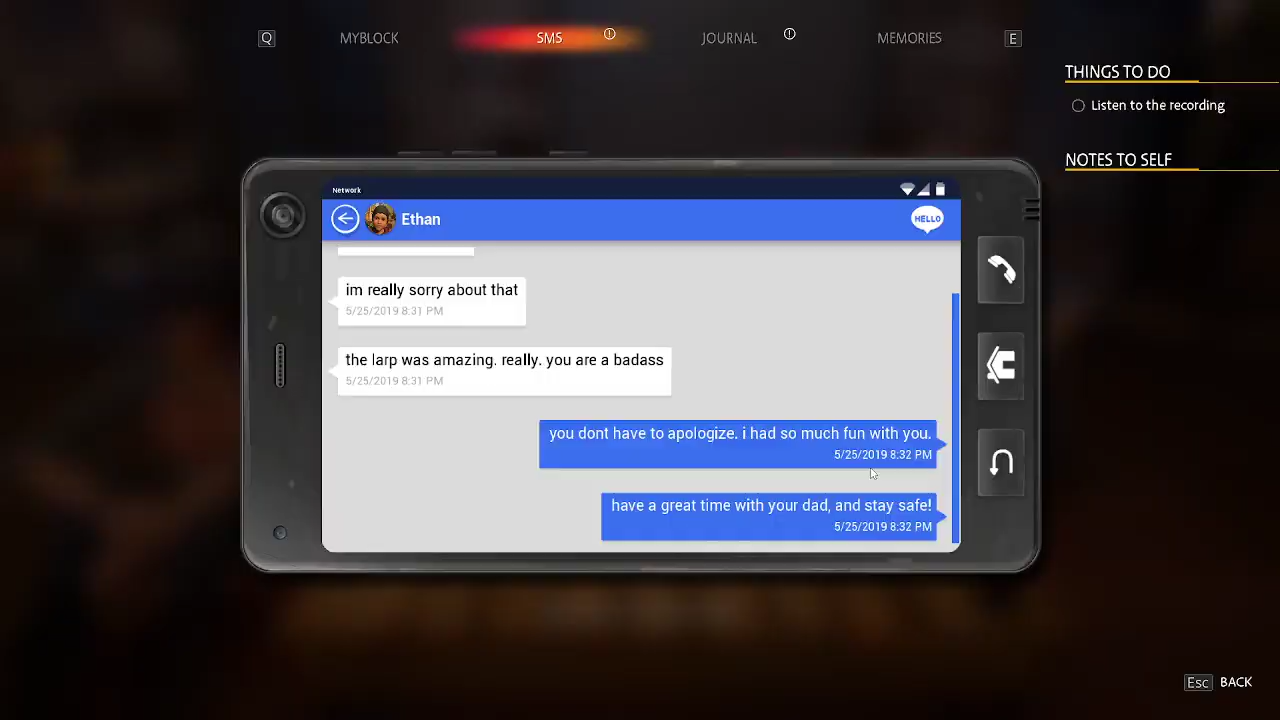 Q
MYBLOCK
SMS
JOURNAL
MEMORIES
E
THINGS TO DO
Listen to the recording
NOTES TO SELF
Network
Ethan
HELLO
im really sorry about that
5/25/2019 8:31 PM
the larp was amazing. really. you are a badass
5/25/2019 8:31 PM
you dont have to apologize. i had so much fun with you.
5/25/2019 8:32 PM
have a great time with your dad, and stay safe!
5/25/2019 8:32 PM
Esc BACK